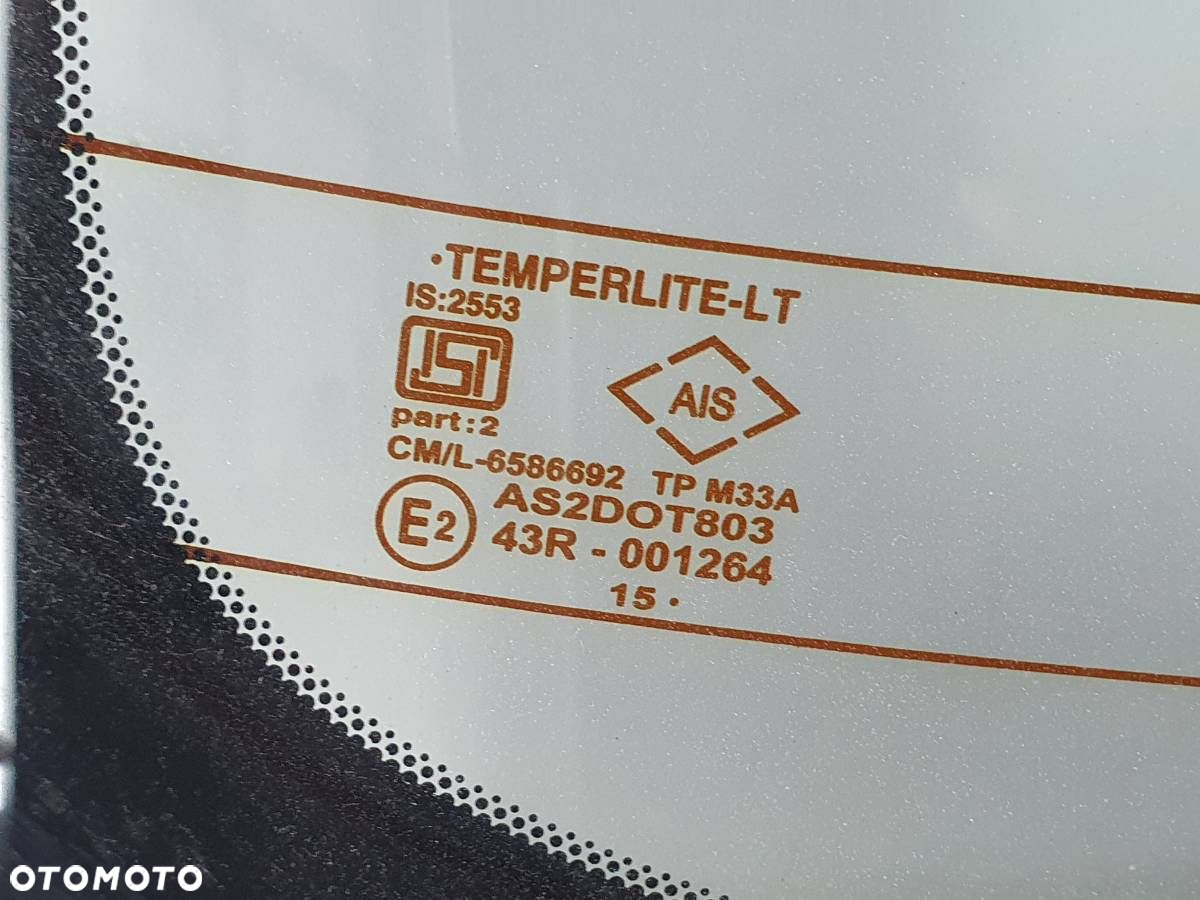 ·TEMPERLITE-LT
IS:2553
ISI
AIS
part:2
CM/L-6586692 TP M33A
E2
AS2DOT803
43R - 001264
15 ·
OTOMOTO